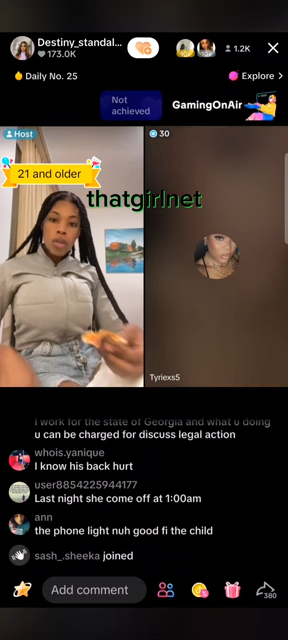 Destiny_standal...
173.0K
1.2K
Daily No. 25
Explore >
Not
achieved
GamingOnAir
Host
30
21 and older
thatgirlnet
Tyriexs5
I work for the state of Georgia and what u doing
u can be charged for discuss legal action
whois.yanique
I know his back hurt
user8854225944177
Last night she come off at 1:00am
ann
the phone light nuh good fi the child
sash_.sheeka joined
Add comment
380